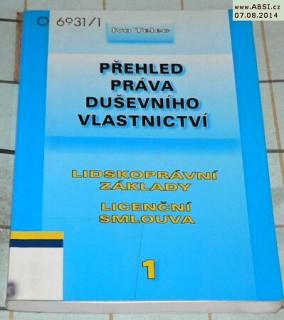 www.ABSI.cz
07.08.2014
O 6931/1
Ivo Telec
PŘEHLED
PRÁVA
DUŠEVNÍHO
VLASTNICTVÍ
LIDSKOPRÁVNÍ
ZÁKLADY
LICENČNÍ
SMLOUVA
1